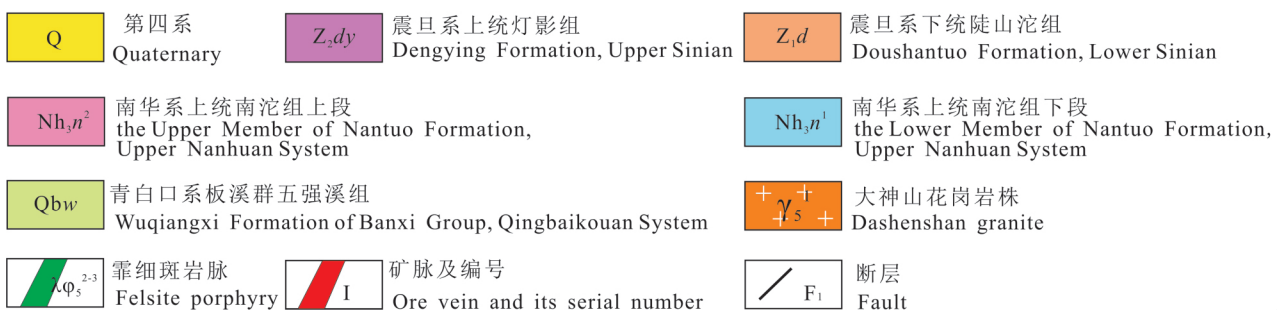 Q 第四系 Quaternary
Z₂dy 震旦系上统灯影组 Dengying Formation, Upper Sinian
Z₁d 震旦系下统陡山沱组 Doushantuo Formation, Lower Sinian
Nh₃n² 南华系上统南沱组上段
the Upper Member of Nantuo Formation,
Upper Nanhuan System
Nh₃n¹ 南华系上统南沱组下段
the Lower Member of Nantuo Formation,
Upper Nanhuan System
Qbw 青白口系板溪群五强溪组
Wuqiangxi Formation of Banxi Group, Qingbaikouan System
γ₅¹ 大神山花岗岩株
Dashenshan granite
λφ₅²⁻³ 霏细斑岩脉
Felsite porphyry
I 矿脉及编号
Ore vein and its serial number
F₁ 断层
Fault